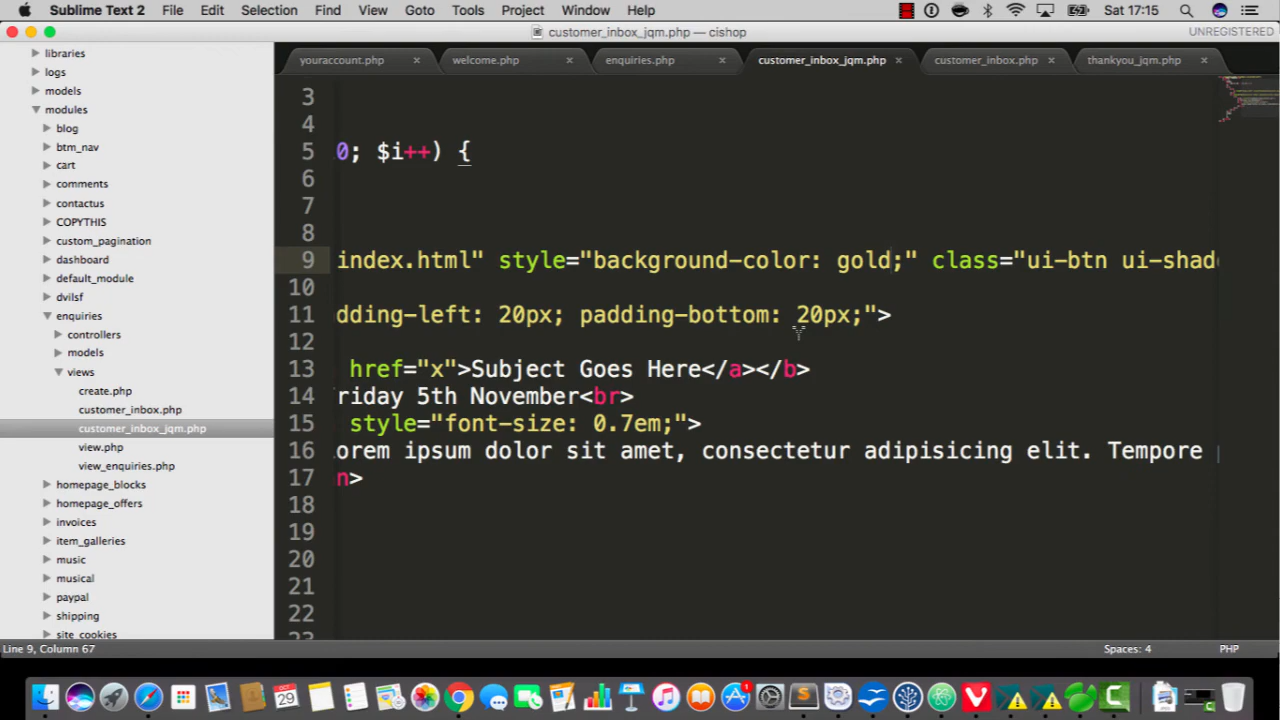 Sublime Text 2 File Edit Selection Find View Goto Tools Project Window Help Sat 17:15
customer_inbox_jqm.php — cishop UNREGISTERED
youraccount.php × welcome.php × enquiries.php × customer_inbox_jqm.php × customer_inbox.php × thankyou_jqm.php ×
libraries
logs
models
modules
blog
btm_nav
cart
comments
contactus
COPYTHIS
custom_pagination
dashboard
default_module
dvilsf
enquiries
controllers
models
views
create.php
customer_inbox.php
customer_inbox_jqm.php
view.php
view_enquiries.php
homepage_blocks
homepage_offers
invoices
item_galleries
music
musical
paypal
shipping
site_cookies
3
4
5 0; $i++) {
6
7
8
9 index.html" style="background-color: gold;" class="ui-btn ui-shad
10
11 dding-left: 20px; padding-bottom: 20px;">
12
13 href="x">Subject Goes Here</a></b>
14 riday 5th November<br>
15 style="font-size: 0.7em;">
16 orem ipsum dolor sit amet, consectetur adipisicing elit. Tempore
17 n>
18
19
20
21
22
23
Line 9, Column 67 Spaces: 4 PHP
OCT
29
1